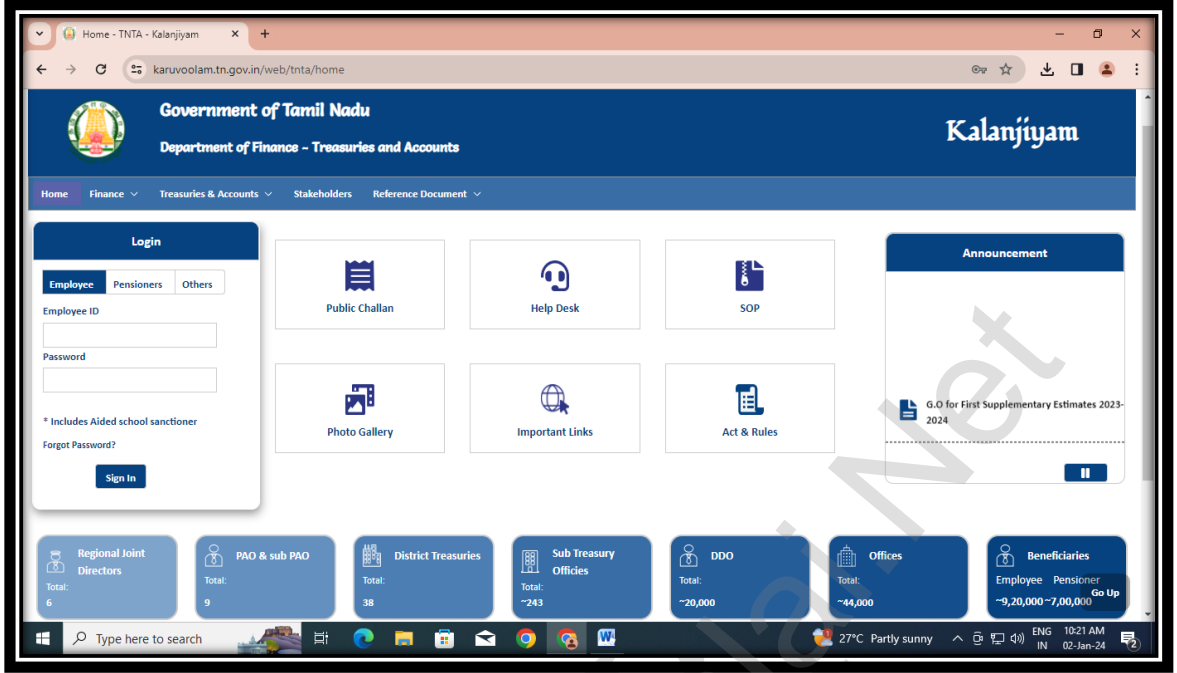 Home - TNTA - Kalanjiyam
karuvoolam.tn.gov.in/web/tnta/home
Government of Tamil Nadu
Department of Finance - Treasuries and Accounts
Kalanjiyam
Home Finance Treasuries & Accounts Stakeholders Reference Document
Login
Employee Pensioners Others
Employee ID
Password
* Includes Aided school sanctioner
Forgot Password?
Sign In
Public Challan
Help Desk
SOP
Photo Gallery
Important Links
Act & Rules
Announcement
G.O for First Supplementary Estimates 2023-
2024
Regional Joint
Directors
Total:
6
PAO & sub PAO
Total:
9
District Treasuries
Total:
38
Sub Treasury
Officies
Total:
~243
DDO
Total:
~20,000
Offices
Total:
~44,000
Beneficiaries
Employee Pensioner
~9,20,000 ~7,00,000
Go Up
Type here to search
27°C Partly sunny
ENG 10:21 AM
IN 02-Jan-24
2